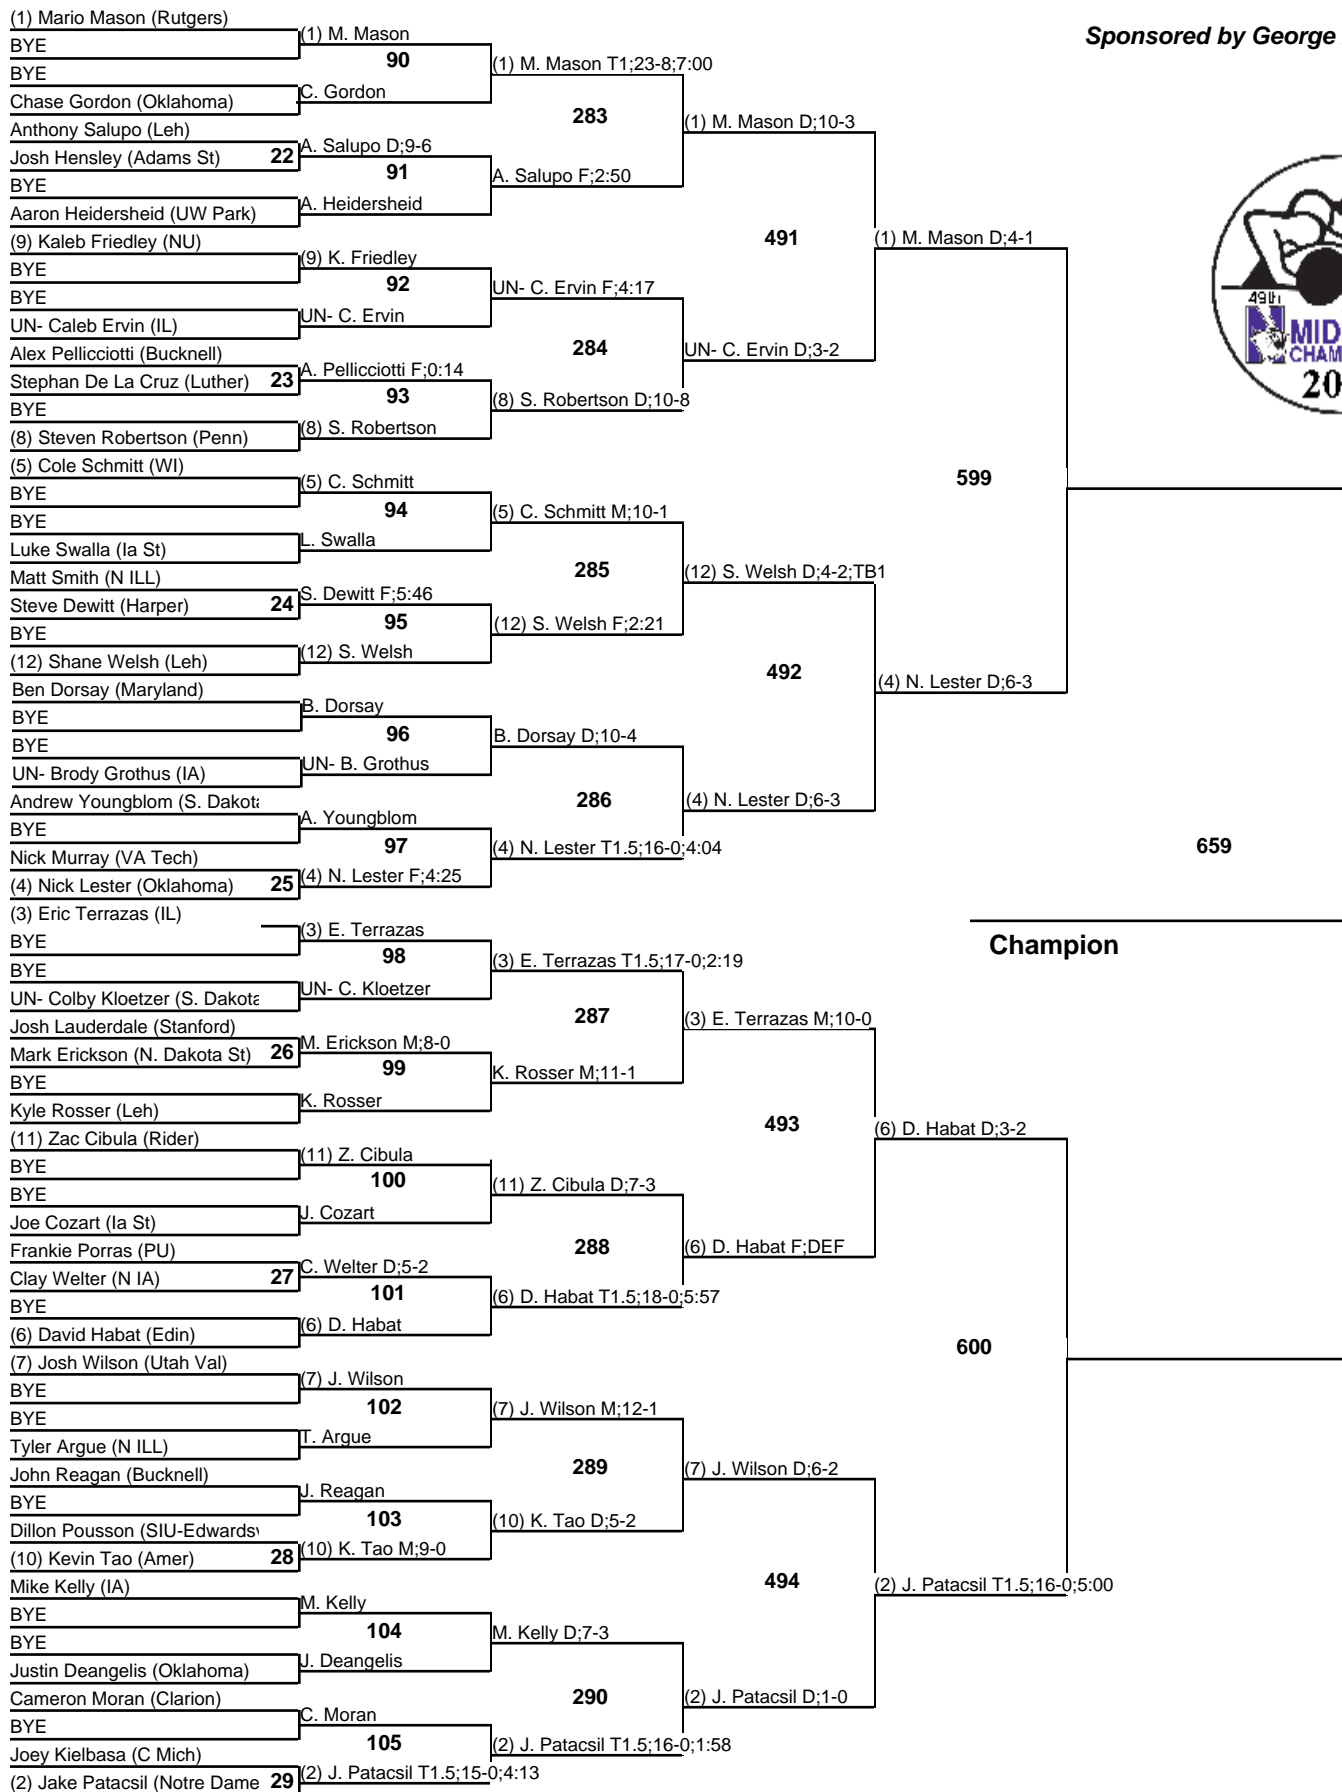 (1) Mario Mason (Rutgers)
BYE
BYE
Chase Gordon (Oklahoma)
Anthony Salupo (Leh)
Josh Hensley (Adams St) 22
BYE
Aaron Heidersheid (UW Park)
(9) Kaleb Friedley (NU)
BYE
BYE
UN- Caleb Ervin (IL)
Alex Pellicciotti (Bucknell)
Stephan De La Cruz (Luther) 23
BYE
(8) Steven Robertson (Penn)
(5) Cole Schmitt (WI)
BYE
BYE
Luke Swalla (Ia St)
Matt Smith (N ILL)
Steve Dewitt (Harper) 24
BYE
(12) Shane Welsh (Leh)
Ben Dorsay (Maryland)
BYE
BYE
UN- Brody Grothus (IA)
Andrew Youngblom (S. Dakota
BYE
Nick Murray (VA Tech)
(4) Nick Lester (Oklahoma) 25
(3) Eric Terrazas (IL)
BYE
BYE
UN- Colby Kloetzer (S. Dakota
Josh Lauderdale (Stanford)
Mark Erickson (N. Dakota St) 26
BYE
Kyle Rosser (Leh)
(11) Zac Cibula (Rider)
BYE
BYE
Joe Cozart (Ia St)
Frankie Porras (PU)
Clay Welter (N IA) 27
BYE
(6) David Habat (Edin)
(7) Josh Wilson (Utah Val)
BYE
BYE
Tyler Argue (N ILL)
John Reagan (Bucknell)
BYE
Dillon Pousson (SIU-Edwardsv
(10) Kevin Tao (Amer) 28
Mike Kelly (IA)
BYE
BYE
Justin Deangelis (Oklahoma)
Cameron Moran (Clarion)
BYE
Joey Kielbasa (C Mich)
(2) Jake Patacsil (Notre Dame 29
(1) M. Mason
90
C. Gordon
A. Salupo D;9-6
91
A. Heidersheid
(9) K. Friedley
92
UN- C. Ervin
A. Pellicciotti F;0:14
93
(8) S. Robertson
(5) C. Schmitt
94
L. Swalla
S. Dewitt F;5:46
95
(12) S. Welsh
B. Dorsay
96
UN- B. Grothus
A. Youngblom
97
(4) N. Lester F;4:25
(3) E. Terrazas
98
UN- C. Kloetzer
M. Erickson M;8-0
99
K. Rosser
(11) Z. Cibula
100
J. Cozart
C. Welter D;5-2
101
(6) D. Habat
(7) J. Wilson
102
T. Argue
J. Reagan
103
(10) K. Tao M;9-0
M. Kelly
104
J. Deangelis
C. Moran
105
(2) J. Patacsil T1.5;15-0;4:13
(1) M. Mason T1;23-8;7:00
283
A. Salupo F;2:50
UN- C. Ervin F;4:17
284
(8) S. Robertson D;10-8
(5) C. Schmitt M;10-1
285
(12) S. Welsh F;2:21
B. Dorsay D;10-4
286
(4) N. Lester T1.5;16-0;4:04
(3) E. Terrazas T1.5;17-0;2:19
287
K. Rosser M;11-1
(11) Z. Cibula D;7-3
288
(6) D. Habat T1.5;18-0;5:57
(7) J. Wilson M;12-1
289
(10) K. Tao D;5-2
M. Kelly D;7-3
290
(2) J. Patacsil T1.5;16-0;1:58
(1) M. Mason D;10-3
491
UN- C. Ervin D;3-2
(12) S. Welsh D;4-2;TB1
492
(4) N. Lester D;6-3
(3) E. Terrazas M;10-0
493
(6) D. Habat F;DEF
(7) J. Wilson D;6-2
494
(2) J. Patacsil D;1-0
(1) M. Mason D;4-1
599
(4) N. Lester D;6-3
(6) D. Habat D;3-2
600
(2) J. Patacsil T1.5;16-0;5:00
Sponsored by George
49th
N MID
CHAM
20
659
Champion